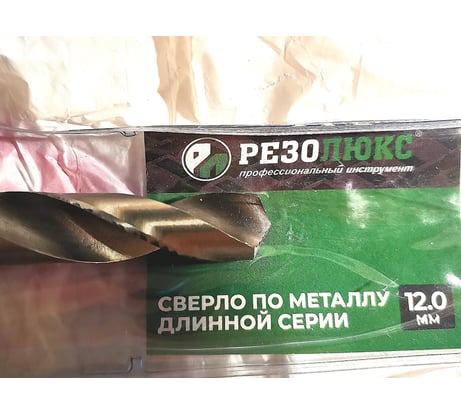 РЕЗОЛЮКС®
профессиональный инструмент
СВЕРЛО ПО МЕТАЛЛУ
ДЛИННОЙ СЕРИИ
12.0
ММ